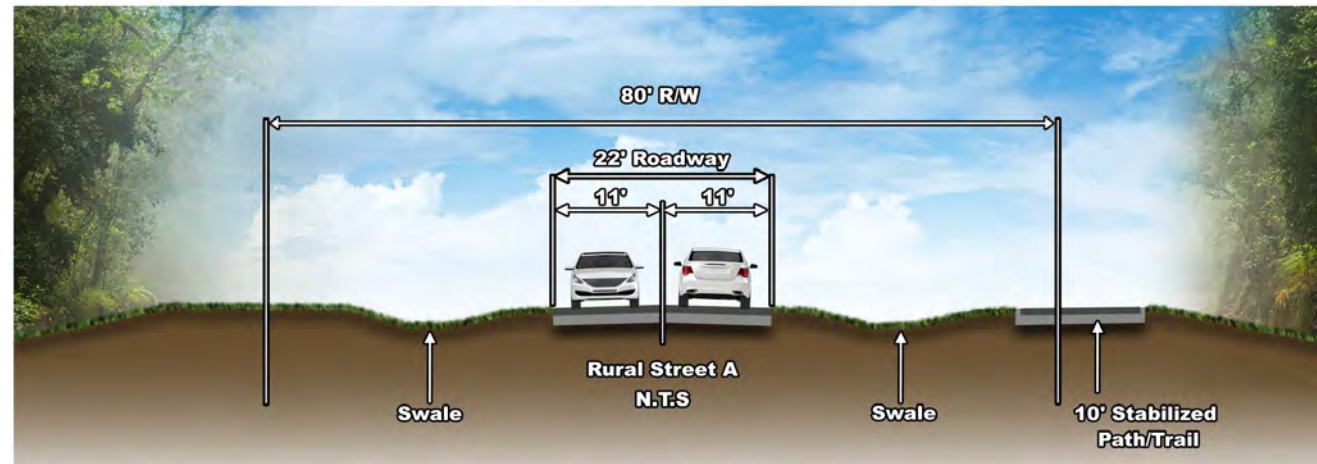 80' R/W
22' Roadway
11'
11'
Rural Street A
N.T.S
Swale
Swale
10' Stabilized
Path/Trail